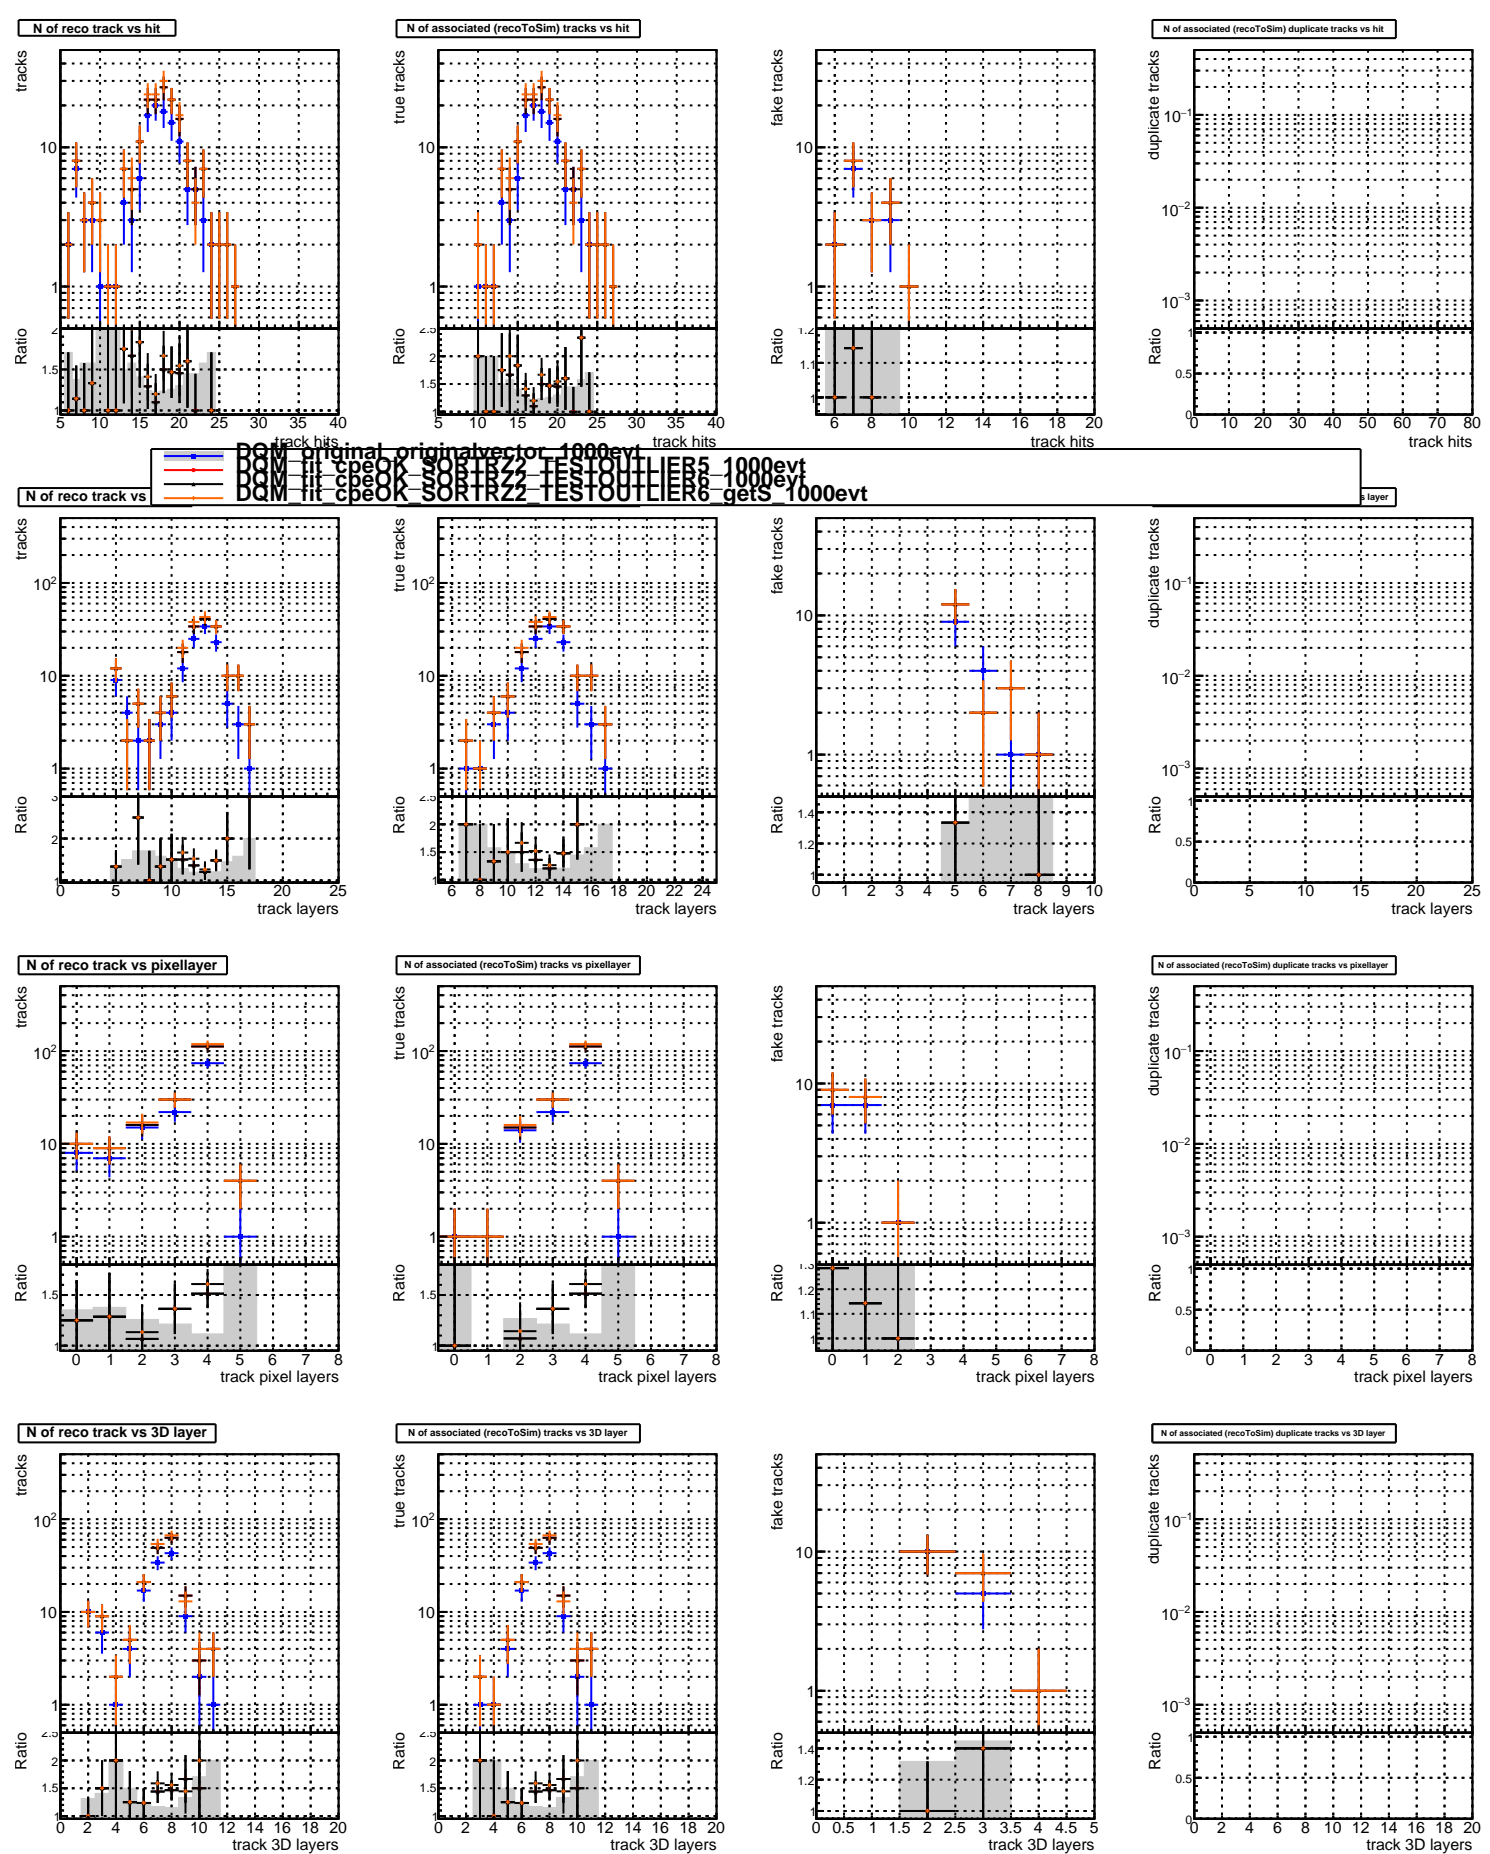 N of reco track vs hit
N of associated (recoToSim) tracks vs hit
N of associated (recoToSim) duplicate tracks vs hit
tracks
true tracks
fake tracks
duplicate tracks
10
1
10
1
10
1
10⁻¹
10⁻²
10⁻³
Ratio
2
1.5
1
Ratio
2.5
2
1.5
1
Ratio
1.2
1.1
1
Ratio
1
0.5
0
5 10 15 20 25 30 35 40
5 10 15 20 25 30 35 40
4 6 8 10 12 14 16 18 20
0 10 20 30 40 50 60 70 80
track hits
track hits
track hits
track hits
DQM_original_originalvector_1000evt
DQM_fit_cpeOK_SORTRZ2_TESTOUTLIER5_1000evt
DQM_fit_cpeOK_SORTRZ2_TESTOUTLIER6_1000evt
DQM_fit_cpeOK_SORTRZ2_TESTOUTLIER6_getS_1000evt
N of reco track vs
s layer
tracks
true tracks
fake tracks
duplicate tracks
10²
10
1
10²
10
1
10
1
10⁻¹
10⁻²
10⁻³
Ratio
3
2
1
Ratio
2.5
2
1.5
1
Ratio
1.4
1.2
1
Ratio
1
0.5
0
0 5 10 15 20 25
6 8 10 12 14 16 18 20 22 24
0 1 2 3 4 5 6 7 8 9 10
0 5 10 15 20 25
track layers
track layers
track layers
track layers
N of reco track vs pixellayer
N of associated (recoToSim) tracks vs pixellayer
N of associated (recoToSim) duplicate tracks vs pixellayer
tracks
true tracks
fake tracks
duplicate tracks
10²
10
1
10²
10
1
10
1
10⁻¹
10⁻²
10⁻³
Ratio
1.5
1
Ratio
1.5
1
Ratio
1.3
1.2
1.1
1
Ratio
1
0.5
0
0 1 2 3 4 5 6 7 8
0 1 2 3 4 5 6 7 8
0 1 2 3 4 5 6 7 8
0 1 2 3 4 5 6 7 8
track pixel layers
track pixel layers
track pixel layers
track pixel layers
N of reco track vs 3D layer
N of associated (recoToSim) tracks vs 3D layer
N of associated (recoToSim) duplicate tracks vs 3D layer
tracks
true tracks
fake tracks
duplicate tracks
10²
10
1
10²
10
1
10
1
10⁻¹
10⁻²
10⁻³
Ratio
2.5
2
1.5
1
Ratio
2.5
2
1.5
1
Ratio
1.4
1.2
1
Ratio
1
0.5
0
0 2 4 6 8 10 12 14 16 18 20
0 2 4 6 8 10 12 14 16 18 20
0 0.5 1 1.5 2 2.5 3 3.5 4 4.5 5
0 2 4 6 8 10 12 14 16 18 20
track 3D layers
track 3D layers
track 3D layers
track 3D layers